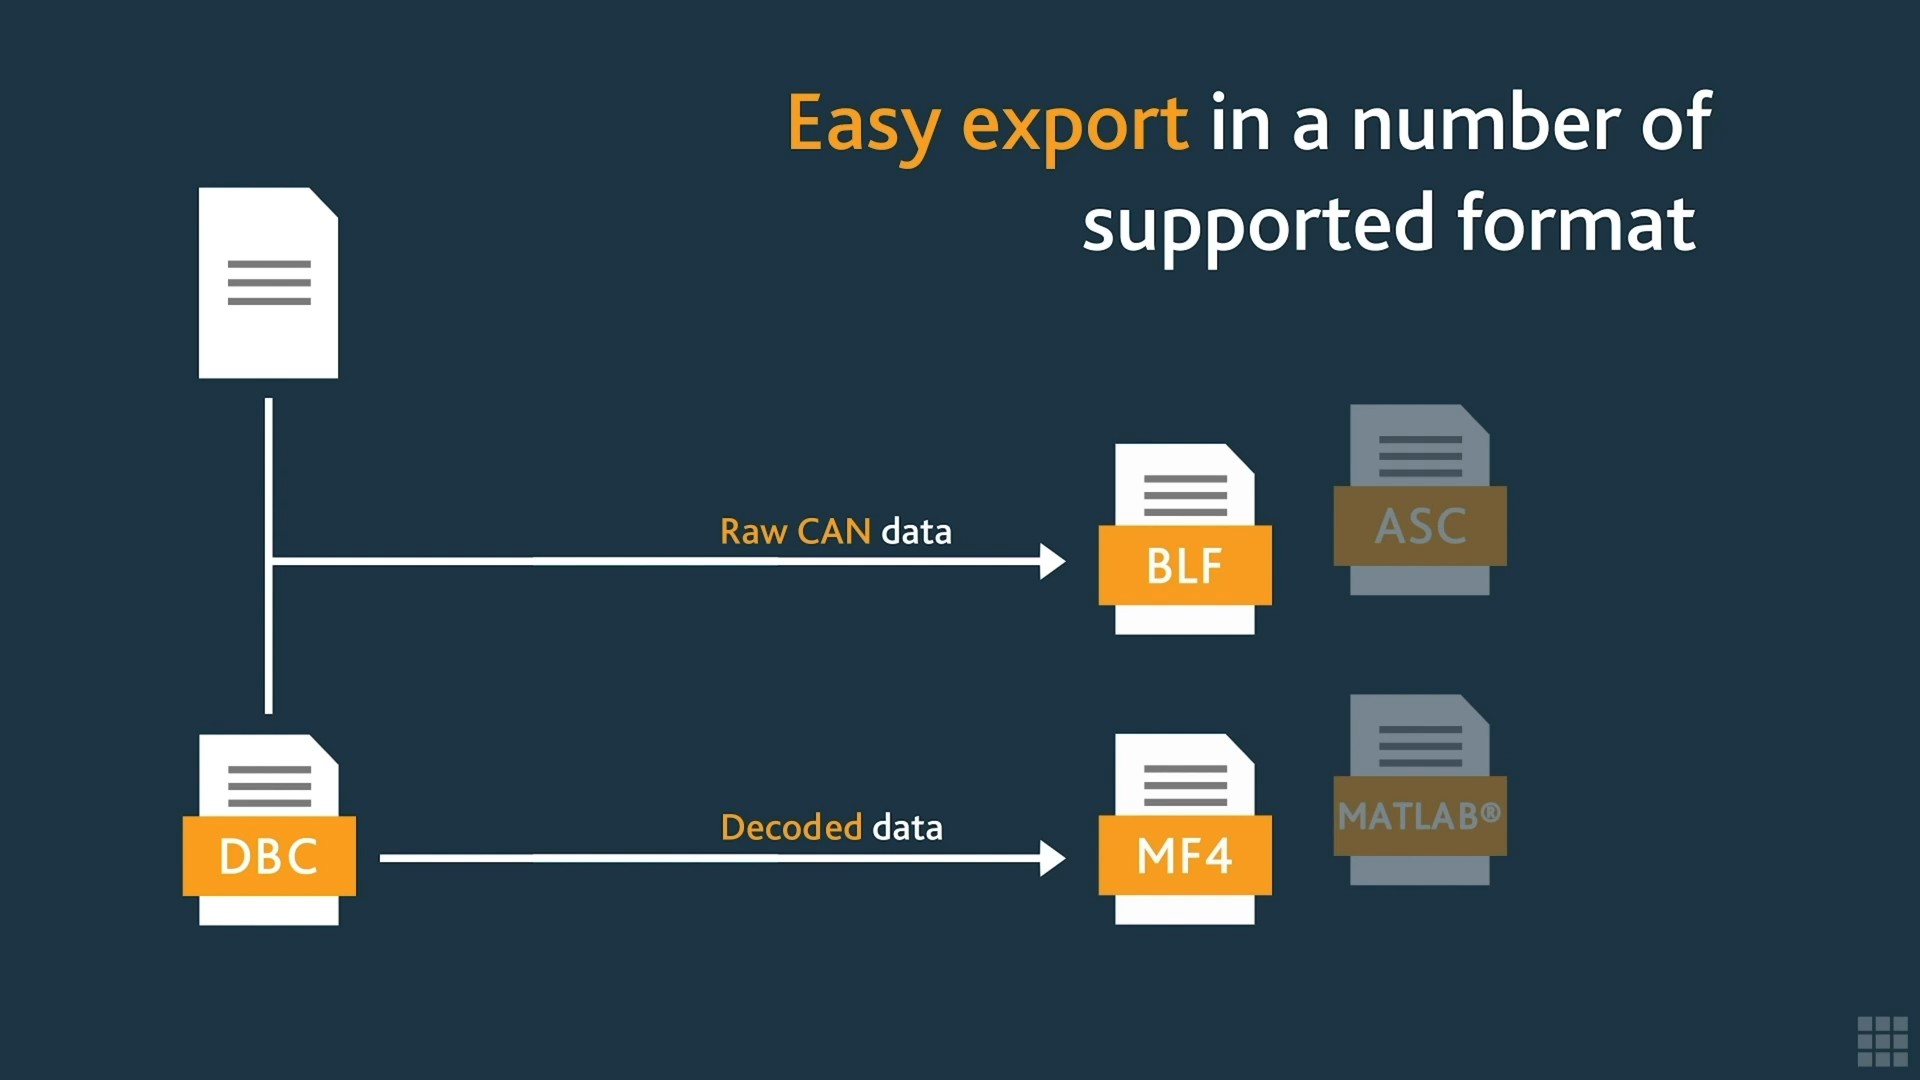 Easy export in a number of
supported format
Raw CAN data
BLF
ASC
Decoded data
DBC
MF4
MATLAB®